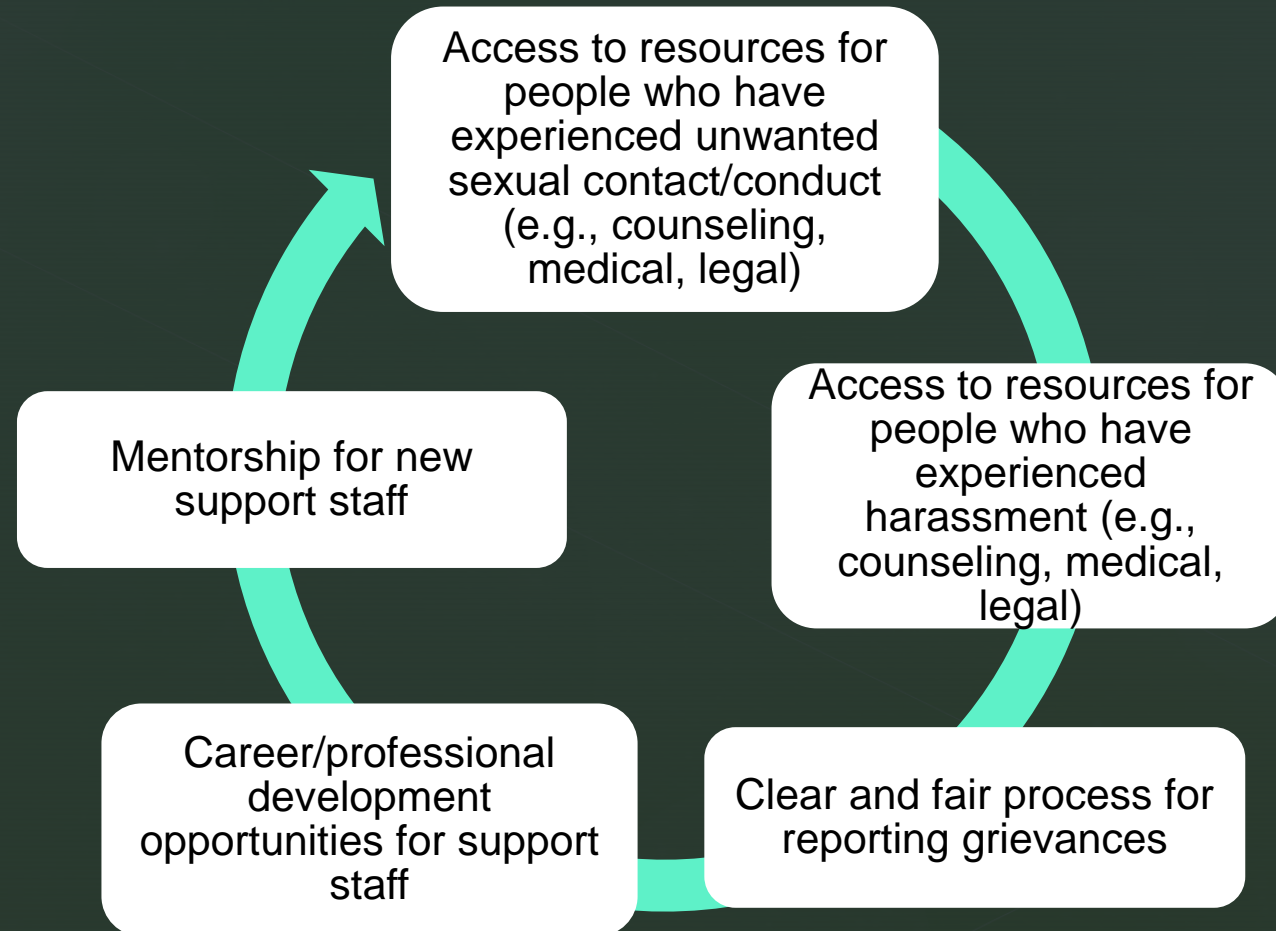 Access to resources for
people who have
experienced unwanted
sexual contact/conduct
(e.g., counseling,
medical, legal)
Access to resources for
people who have
experienced
harassment (e.g.,
counseling, medical,
legal)
Clear and fair process for
reporting grievances
Career/professional
development
opportunities for support
staff
Mentorship for new
support staff